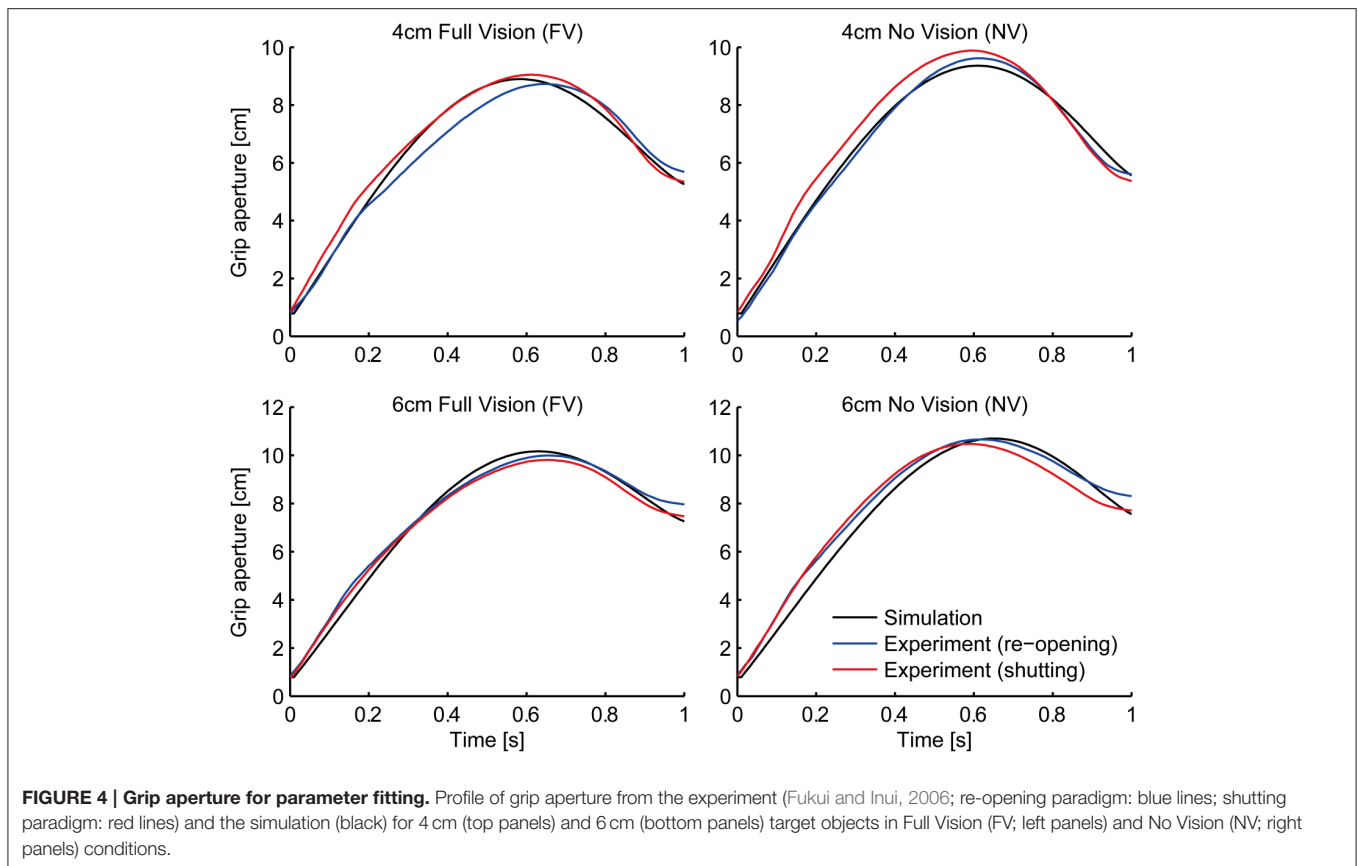 4cm Full Vision (FV)
4cm No Vision (NV)
Grip aperture [cm]
10
8
6
4
2
0
0 0.2 0.4 0.6 0.8 1
10
8
6
4
2
0
0 0.2 0.4 0.6 0.8 1
6cm Full Vision (FV)
6cm No Vision (NV)
Grip aperture [cm]
12
10
8
6
4
2
0
0 0.2 0.4 0.6 0.8 1
Time [s]
12
10
8
6
4
2
0
Simulation
Experiment (re−opening)
Experiment (shutting)
0 0.2 0.4 0.6 0.8 1
Time [s]
FIGURE 4 | Grip aperture for parameter fitting. Profile of grip aperture from the experiment (Fukui and Inui, 2006; re-opening paradigm: blue lines; shutting
paradigm: red lines) and the simulation (black) for 4 cm (top panels) and 6 cm (bottom panels) target objects in Full Vision (FV; left panels) and No Vision (NV; right
panels) conditions.